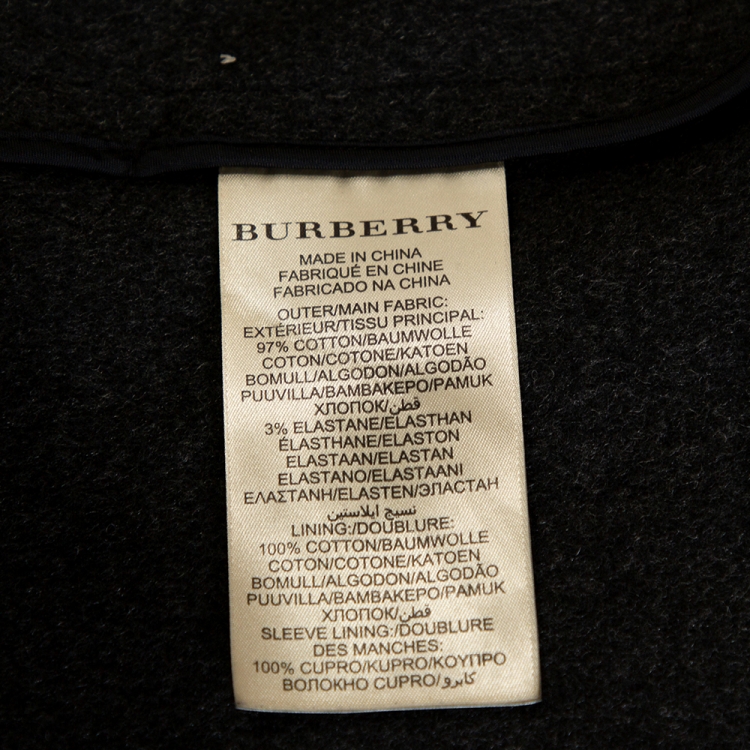 BURBERRY
MADE IN CHINA
FABRIQUÉ EN CHINE
FABRICADO NA CHINA
OUTER/MAIN FABRIC:
EXTÉRIEUR/TISSU PRINCIPAL:
97% COTTON/BAUMWOLLE
COTON/COTONE/KATOEN
BOMULL/ALGODON/ALGODÃO
PUUVILLA/BAMBAKEPO/PAMUK
ХЛОПОК/قطن
3% ELASTANE/ELASTHAN
ÉLASTHANE/ELASTON
ELASTAAN/ELASTAN
ELASTANO/ELASTAANI
ΕΛΑΣΤΑΝΗ/ELASTEN/ЭЛАСТАН
نسيج ايلاستين
LINING:/DOUBLURE:
100% COTTON/BAUMWOLLE
COTON/COTONE/KATOEN
BOMULL/ALGODON/ALGODÃO
PUUVILLA/BAMBAKEPO/PAMUK
ХЛОПОК/قطن
SLEEVE LINING:/DOUBLURE
DES MANCHES:
100% CUPRO/KUPRO/ΚΟΥΠΡΟ
ВОЛОКНО CUPRO/كابرو